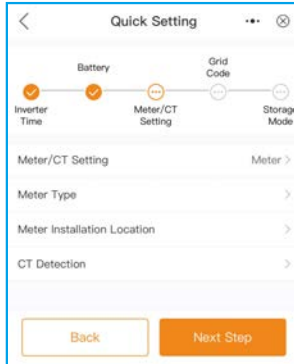 Quick Setting
Battery
Grid
Code
Inverter
Time
Meter/CT
Setting
Storage
Mode
Meter/CT Setting
Meter
Meter Type
Meter Installation Location
CT Detection
Back
Next Step